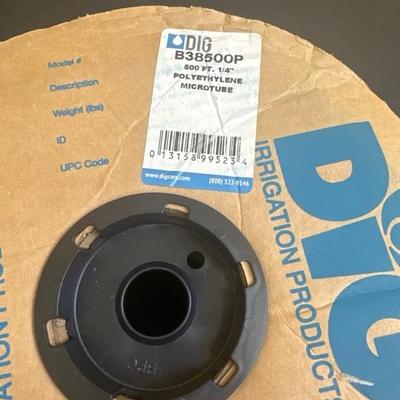 DIG
B38500P
500 FT. 1/4"
POLYETHYLENE
MICROTUBE
0 13158 99523 4
www.digcorp.com (800) 322-9146
Model #
Description
Weight (lbs)
ID
UPC Code
DIG
IRRIGATION PRODUCTS